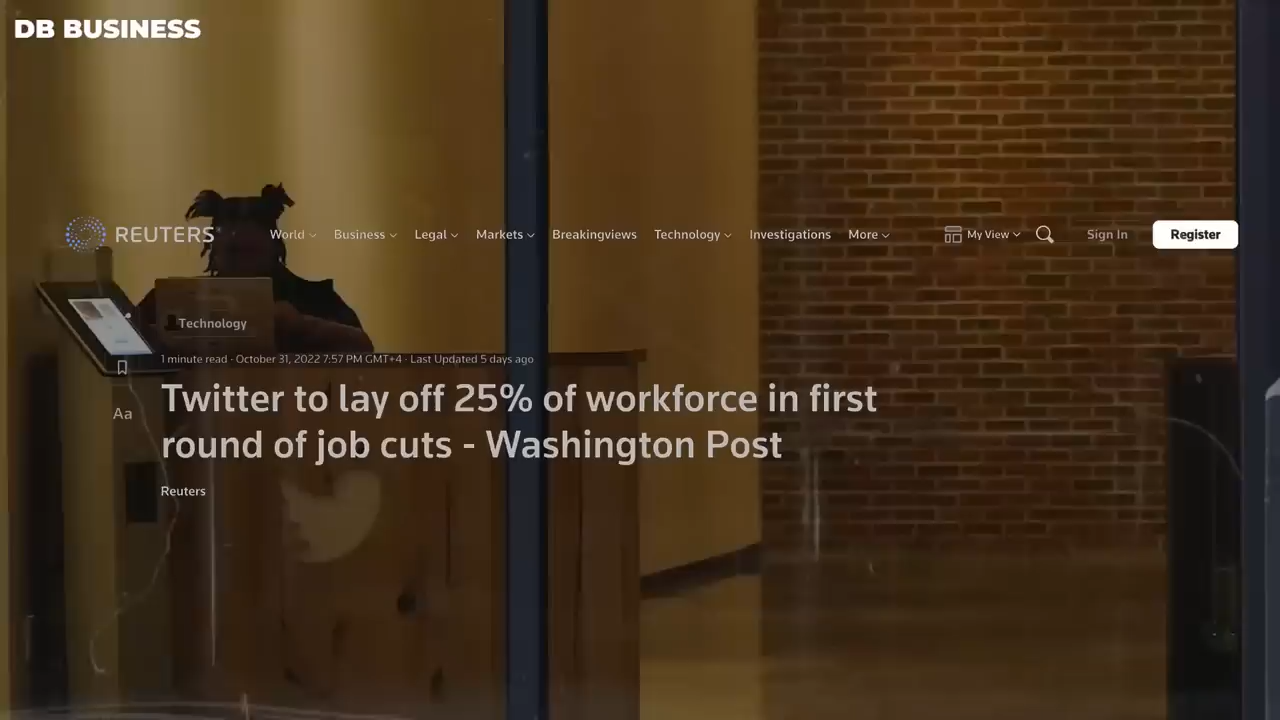 DB BUSINESS
REUTERS World Business Legal Markets Breakingviews Technology Investigations More My View Sign In Register
Technology
1 minute read · October 31, 2022 7:57 PM GMT+4 · Last Updated 5 days ago
Aa
Twitter to lay off 25% of workforce in first
round of job cuts - Washington Post
Reuters